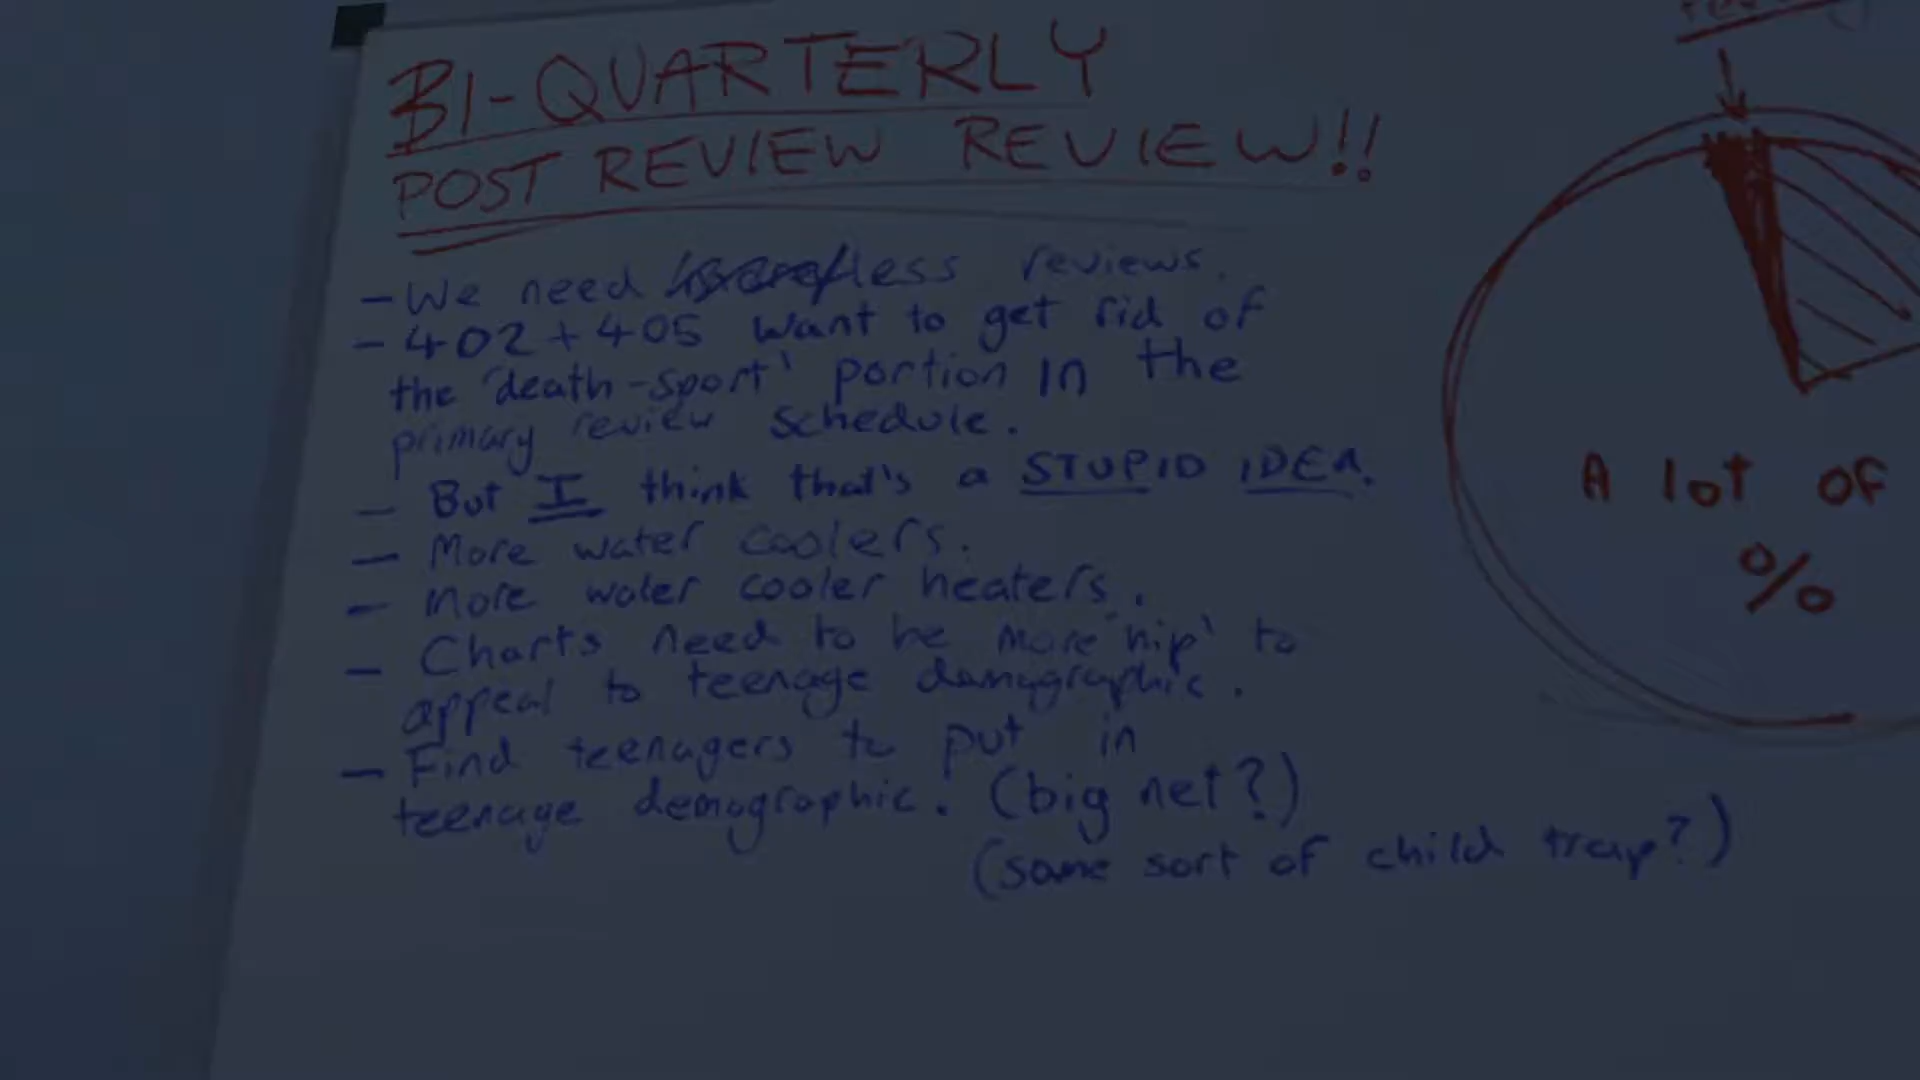 BI-QUARTERLY
POST REVIEW REVIEW!!
- We need less reviews.
- 402 + 405 want to get rid of
the 'death-sport' portion in the
primary review schedule.
- But I think that's a STUPID IDEA.
- More water coolers.
- More water cooler heaters.
- Charts need to be more 'hip' to
appeal to teenage demographic.
- Find teenagers to put in
teenage demographic. (big net?)
(some sort of child trap?)
A lot of
%